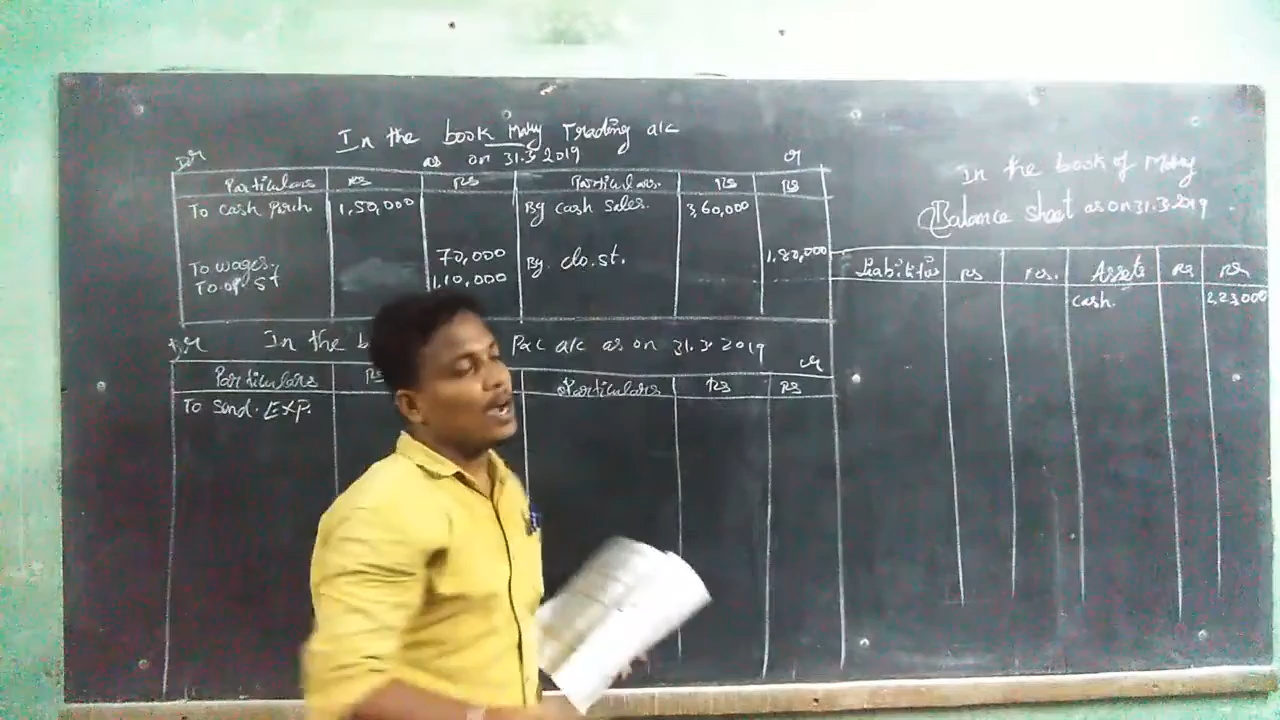 In the book Mary Trading a/c
as on 31.3 2019
Dr Cr
Particulars Rs Rs Particulars. Rs Rs
To cash purch. 1,50,000 By cash sales. 3,60,000
To wages. 70,000 By. clo.st. 1,80,000
To op. st 1,10,000
Dr In the b P&L a/c as on 31.3 2019 Cr
Particulars Rs Particulars Rs Rs
To Sund. EXP.
In the book of Mary
Balance sheet as on 31.3.2019
Liabilities Rs Rs. Assets Rs Rs
Cash. 2,23,000